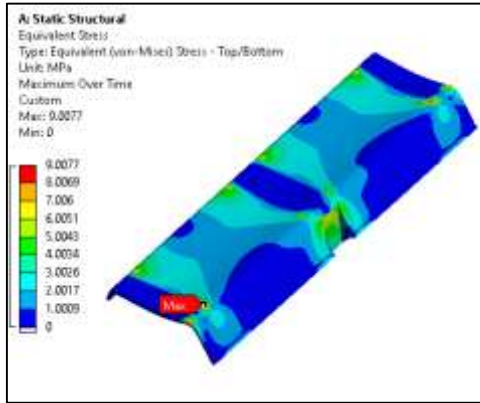 A: Static Structural
Equivalent Stress
Type: Equivalent (von-Mises) Stress - Top/Bottom
Unit: MPa
Maximum Over Time
Custom
Max: 9.0077
Min: 0
9.0077
8.0069
7.006
6.0051
5.0043
4.0034
3.0026
2.0017
1.0009
0
Max